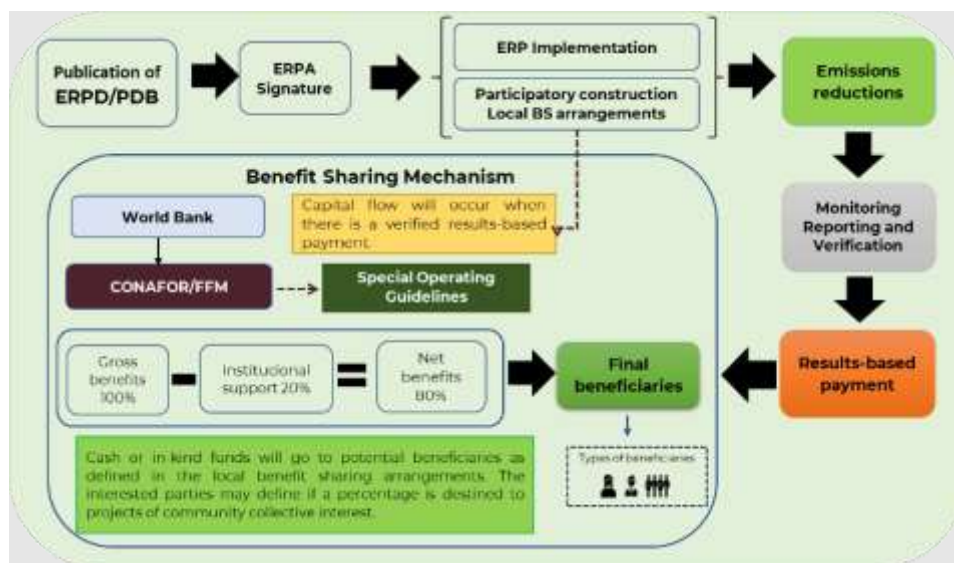 Publication of
ERPD/PDB
ERPA
Signature
ERP Implementation
Participatory construction
Local BS arrangements
Emissions
reductions
Monitoring
Reporting and
Verification
Results-based
payment
Benefit Sharing Mechanism
World Bank
Capital flow will occur when
there is a verified results-based
payment.
CONAFOR/FFM
Special Operating
Guidelines
Gross
benefits
100%
Institucional
support 20%
Net
benefits
80%
Final
beneficiaries
Types of beneficiaries
Cash or in-kind funds will go to potential beneficiaries as
defined in the local benefit sharing arrangements. The
interested parties may define if a percentage is destined to
projects of community collective interest.